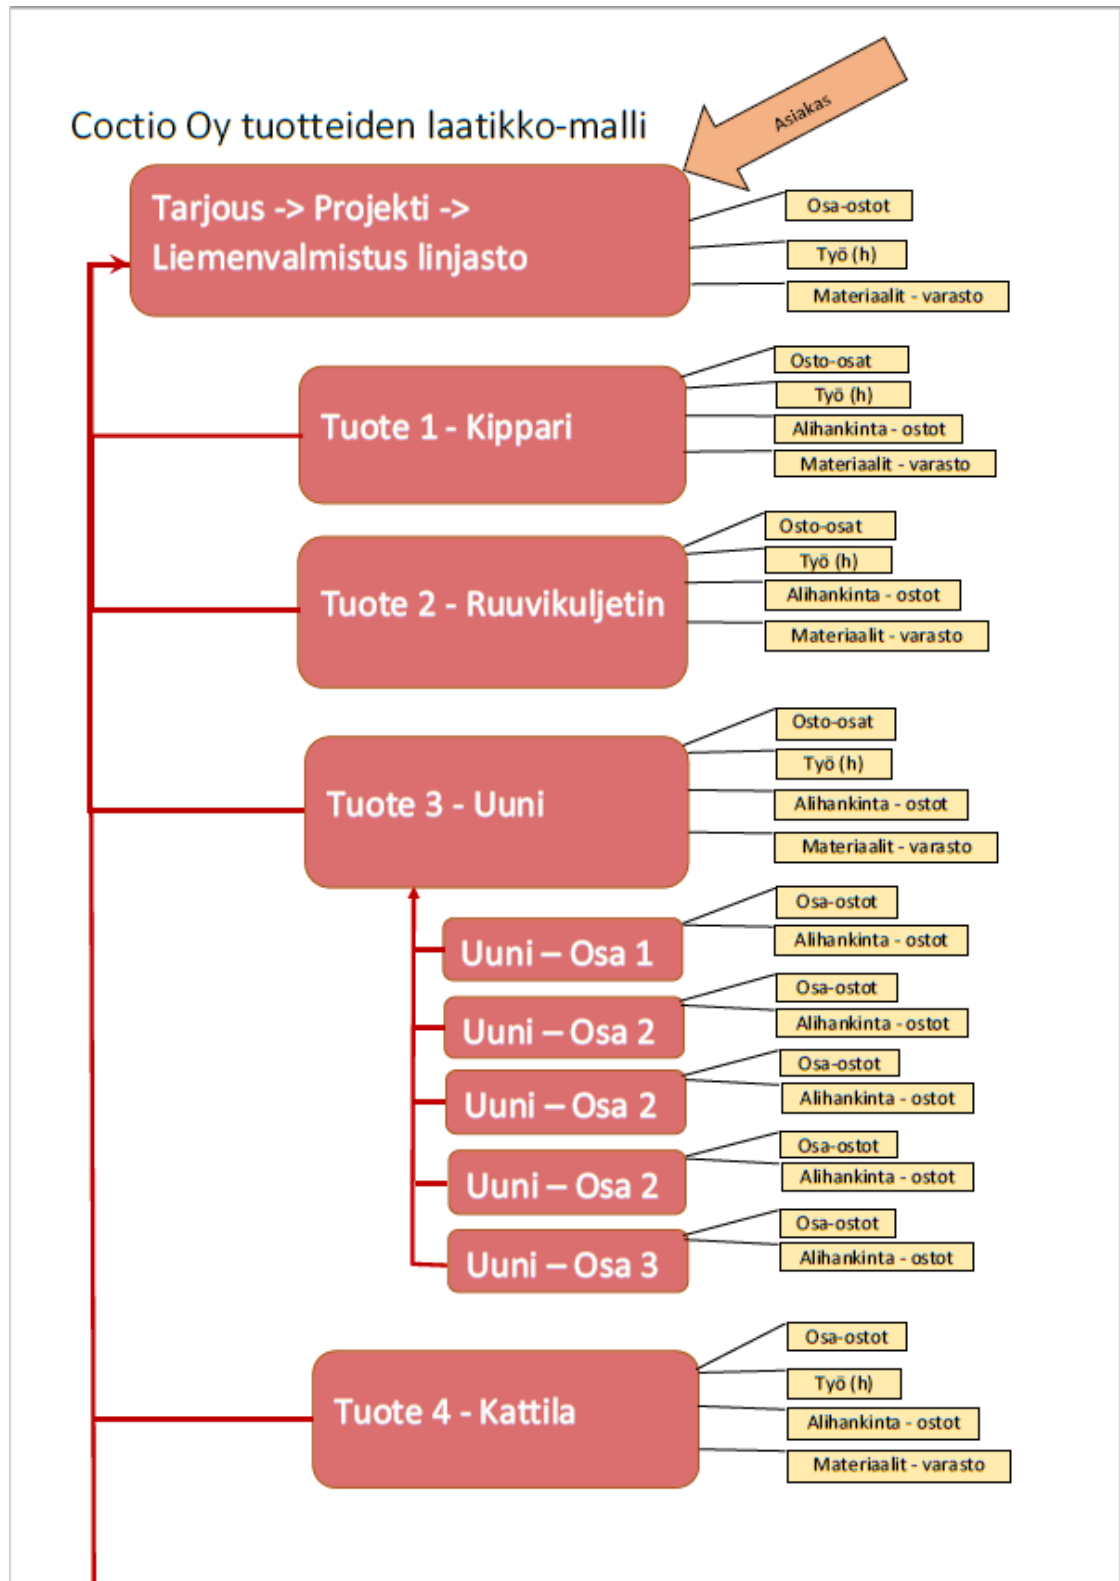 Asiakas
Coctio Oy tuotteiden laatikko-malli
Tarjous -> Projekti ->
Liemenvalmistus linjasto
Osa-ostot
Työ (h)
Materiaalit - varasto
Tuote 1 - Kippari
Osto-osat
Työ (h)
Alihankinta - ostot
Materiaalit - varasto
Tuote 2 - Ruuvikuljetin
Osto-osat
Työ (h)
Alihankinta - ostot
Materiaalit - varasto
Tuote 3 - Uuni
Osto-osat
Työ (h)
Alihankinta - ostot
Materiaalit - varasto
Uuni – Osa 1
Osa-ostot
Alihankinta - ostot
Uuni – Osa 2
Osa-ostot
Alihankinta - ostot
Uuni – Osa 2
Osa-ostot
Alihankinta - ostot
Uuni – Osa 2
Osa-ostot
Alihankinta - ostot
Uuni – Osa 3
Osa-ostot
Alihankinta - ostot
Tuote 4 - Kattila
Osa-ostot
Työ (h)
Alihankinta - ostot
Materiaalit - varasto